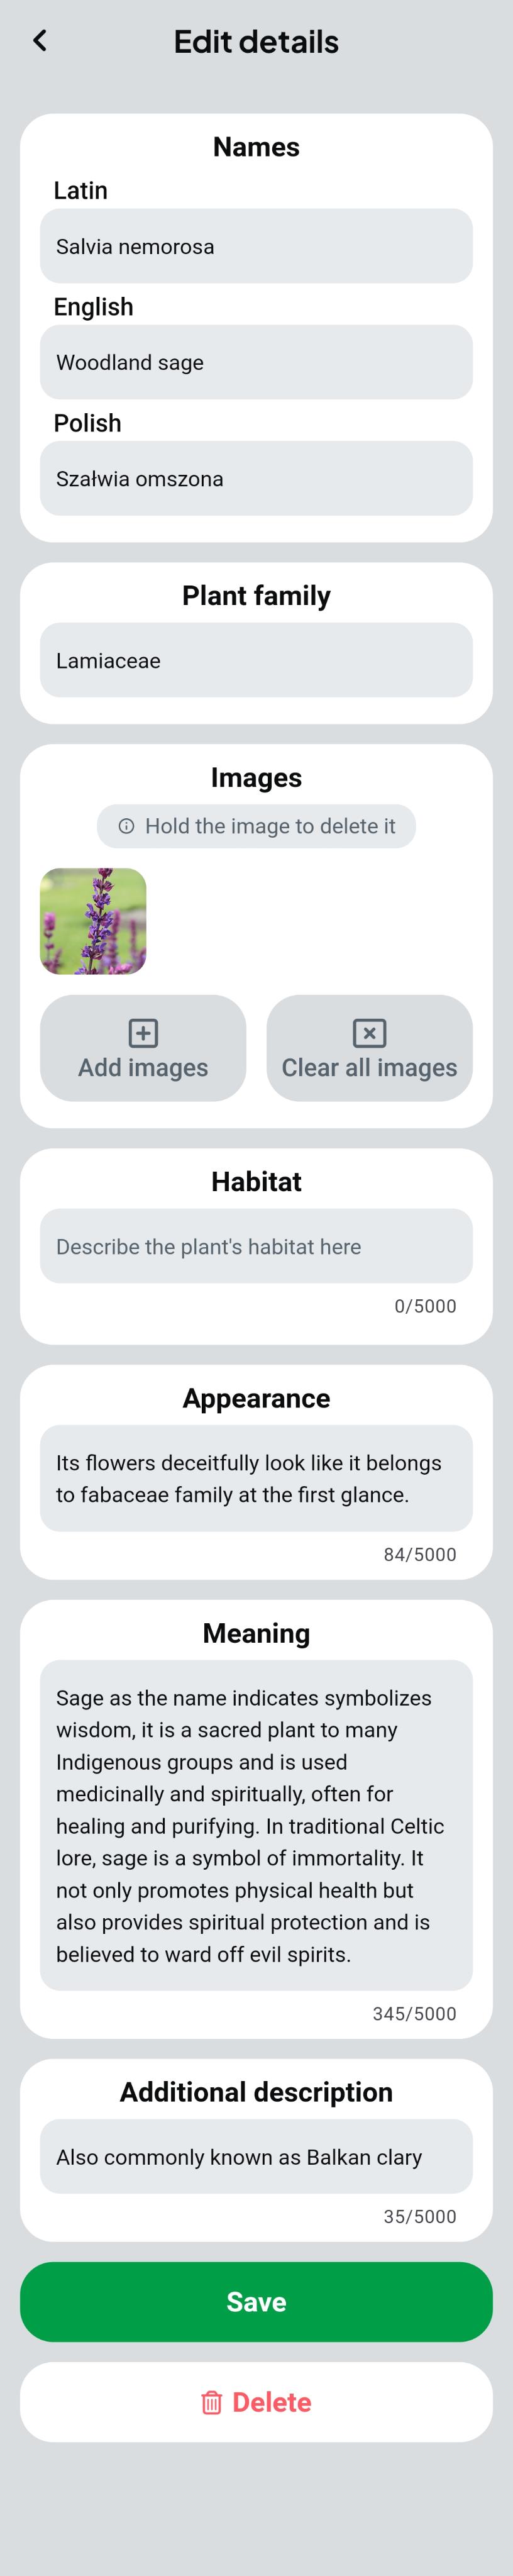 Edit details
Names
Latin
Salvia nemorosa
English
Woodland sage
Polish
Szałwia omszona
Plant family
Lamiaceae
Images
Hold the image to delete it
Add images
Clear all images
Habitat
Describe the plant's habitat here
0/5000
Appearance
Its flowers deceitfully look like it belongs
to fabaceae family at the first glance.
84/5000
Meaning
Sage as the name indicates symbolizes
wisdom, it is a sacred plant to many
Indigenous groups and is used
medicinally and spiritually, often for
healing and purifying. In traditional Celtic
lore, sage is a symbol of immortality. It
not only promotes physical health but
also provides spiritual protection and is
believed to ward off evil spirits.
345/5000
Additional description
Also commonly known as Balkan clary
35/5000
Save
Delete